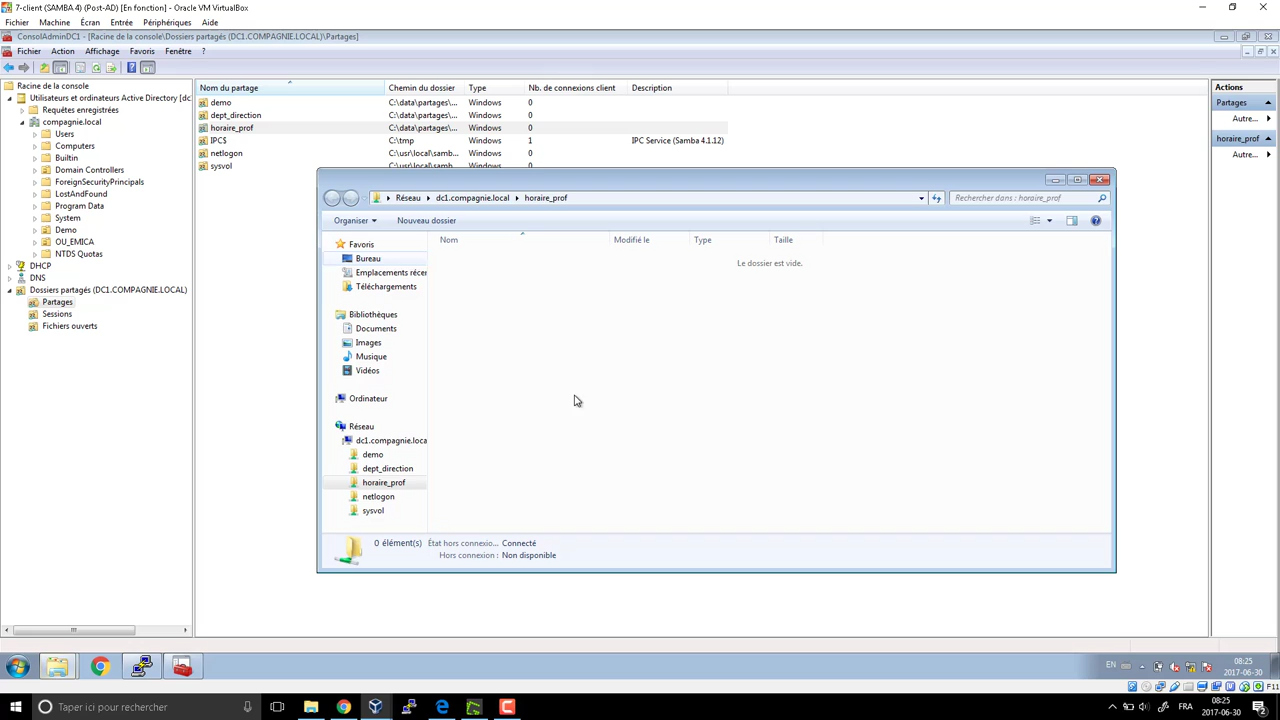 7-client (SAMBA 4) (Post-AD) [En fonction] - Oracle VM VirtualBox
Fichier Machine Écran Entrée Périphériques Aide
ConsolAdminDC1 - [Racine de la console\Dossiers partagés (DC1.COMPAGNIE.LOCAL)\Partages]
Fichier Action Affichage Favoris Fenêtre ?
Racine de la console
Utilisateurs et ordinateurs Active Directory [dc
Requêtes enregistrées
compagnie.local
Users
Computers
Builtin
Domain Controllers
ForeignSecurityPrincipals
LostAndFound
Program Data
System
Demo
OU_EMICA
NTDS Quotas
DHCP
DNS
Dossiers partagés (DC1.COMPAGNIE.LOCAL)
Partages
Sessions
Fichiers ouverts
Nom du partage Chemin du dossier Type Nb. de connexions client Description
demo C:\data\partages\... Windows 0
dept_direction C:\data\partages\... Windows 0
horaire_prof C:\data\partages\... Windows 0
IPC$ C:\tmp Windows 1 IPC Service (Samba 4.1.12)
netlogon C:\usr\local\samb... Windows 0
sysvol C:\usr\local\samb... Windows 0
Actions
Partages
Autre...
horaire_prof
Autre...
Réseau dc1.compagnie.local horaire_prof
Rechercher dans : horaire_prof
Organiser Nouveau dossier
Favoris
Bureau
Emplacements récer
Téléchargements
Bibliothèques
Documents
Images
Musique
Vidéos
Ordinateur
Réseau
dc1.compagnie.loca
demo
dept_direction
horaire_prof
netlogon
sysvol
Nom Modifié le Type Taille
Le dossier est vide.
0 élément(s) État hors connexio... Connecté
Hors connexion : Non disponible
EN 08:25
2017-06-30
F11
Taper ici pour rechercher
FRA 08:25
2017-06-30
2